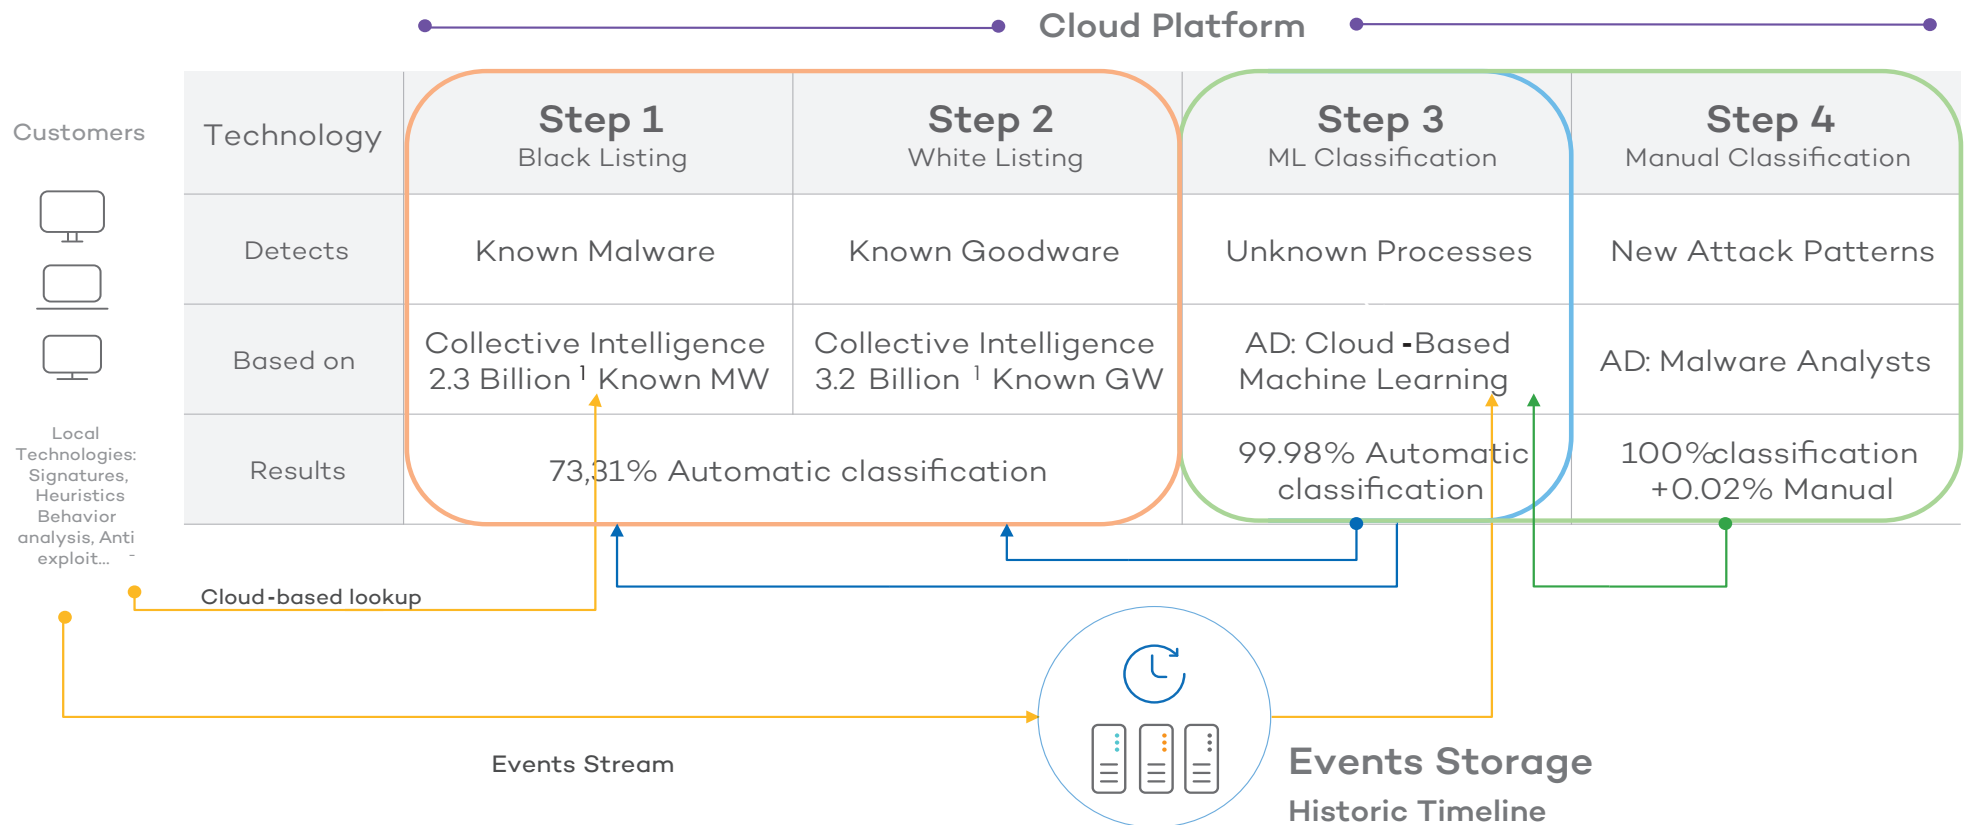 Cloud Platform
Customers
Technology
Step 1
Black Listing
Step 2
White Listing
Step 3
ML Classification
Step 4
Manual Classification
Detects
Known Malware
Known Goodware
Unknown Processes
New Attack Patterns
Based on
Collective Intelligence
2.3 Billion ¹ Known MW
Collective Intelligence
3.2 Billion ¹ Known GW
AD: Cloud-Based
Machine Learning
AD: Malware Analysts
Results
73,31% Automatic classification
99.98% Automatic
classification
100%classification
+0.02% Manual
Local
Technologies:
Signatures,
Heuristics
Behavior
analysis, Anti
exploit... -
Cloud-based lookup
Events Stream
Events Storage
Historic Timeline